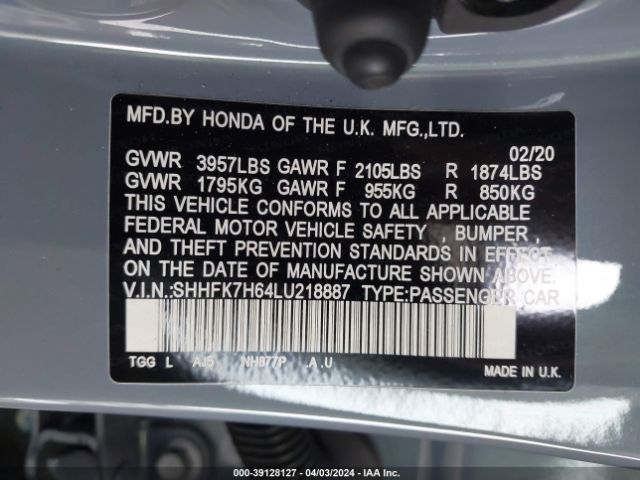 MFD.BY HONDA OF THE U.K. MFG.,LTD.
02/20
GVWR 3957LBS GAWR F 2105LBS R 1874LBS
GVWR 1795KG GAWR F 955KG R 850KG
THIS VEHICLE CONFORMS TO ALL APPLICABLE
FEDERAL MOTOR VEHICLE SAFETY , BUMPER ,
AND THEFT PREVENTION STANDARDS IN EFFECT
ON THE DATE OF MANUFACTURE SHOWN ABOVE.
V.I.N.:SHHFK7H64LU218887 TYPE:PASSENGER CAR
TGG L AJ5 NH877P .A .U
MADE IN U.K.
000-39128127 - 04/03/2024 - IAA Inc.